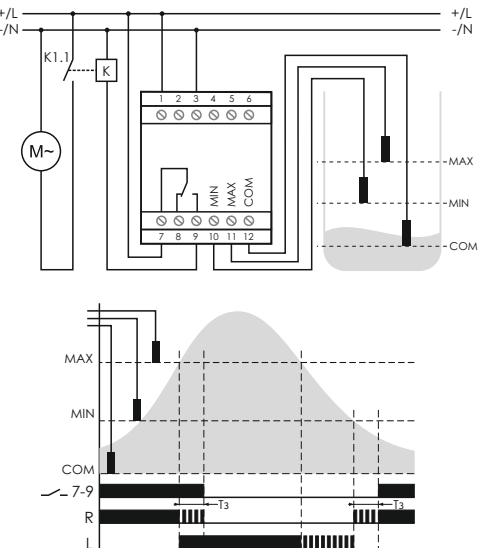 +/L
+/L
-/N
-/N
K1.1
K
1 2 3 4 5 6
M~
MIN
MAX
COM
7 8 9 10 11 12
MAX
MIN
COM
MAX
MIN
COM
7-9
T3
T3
R
L